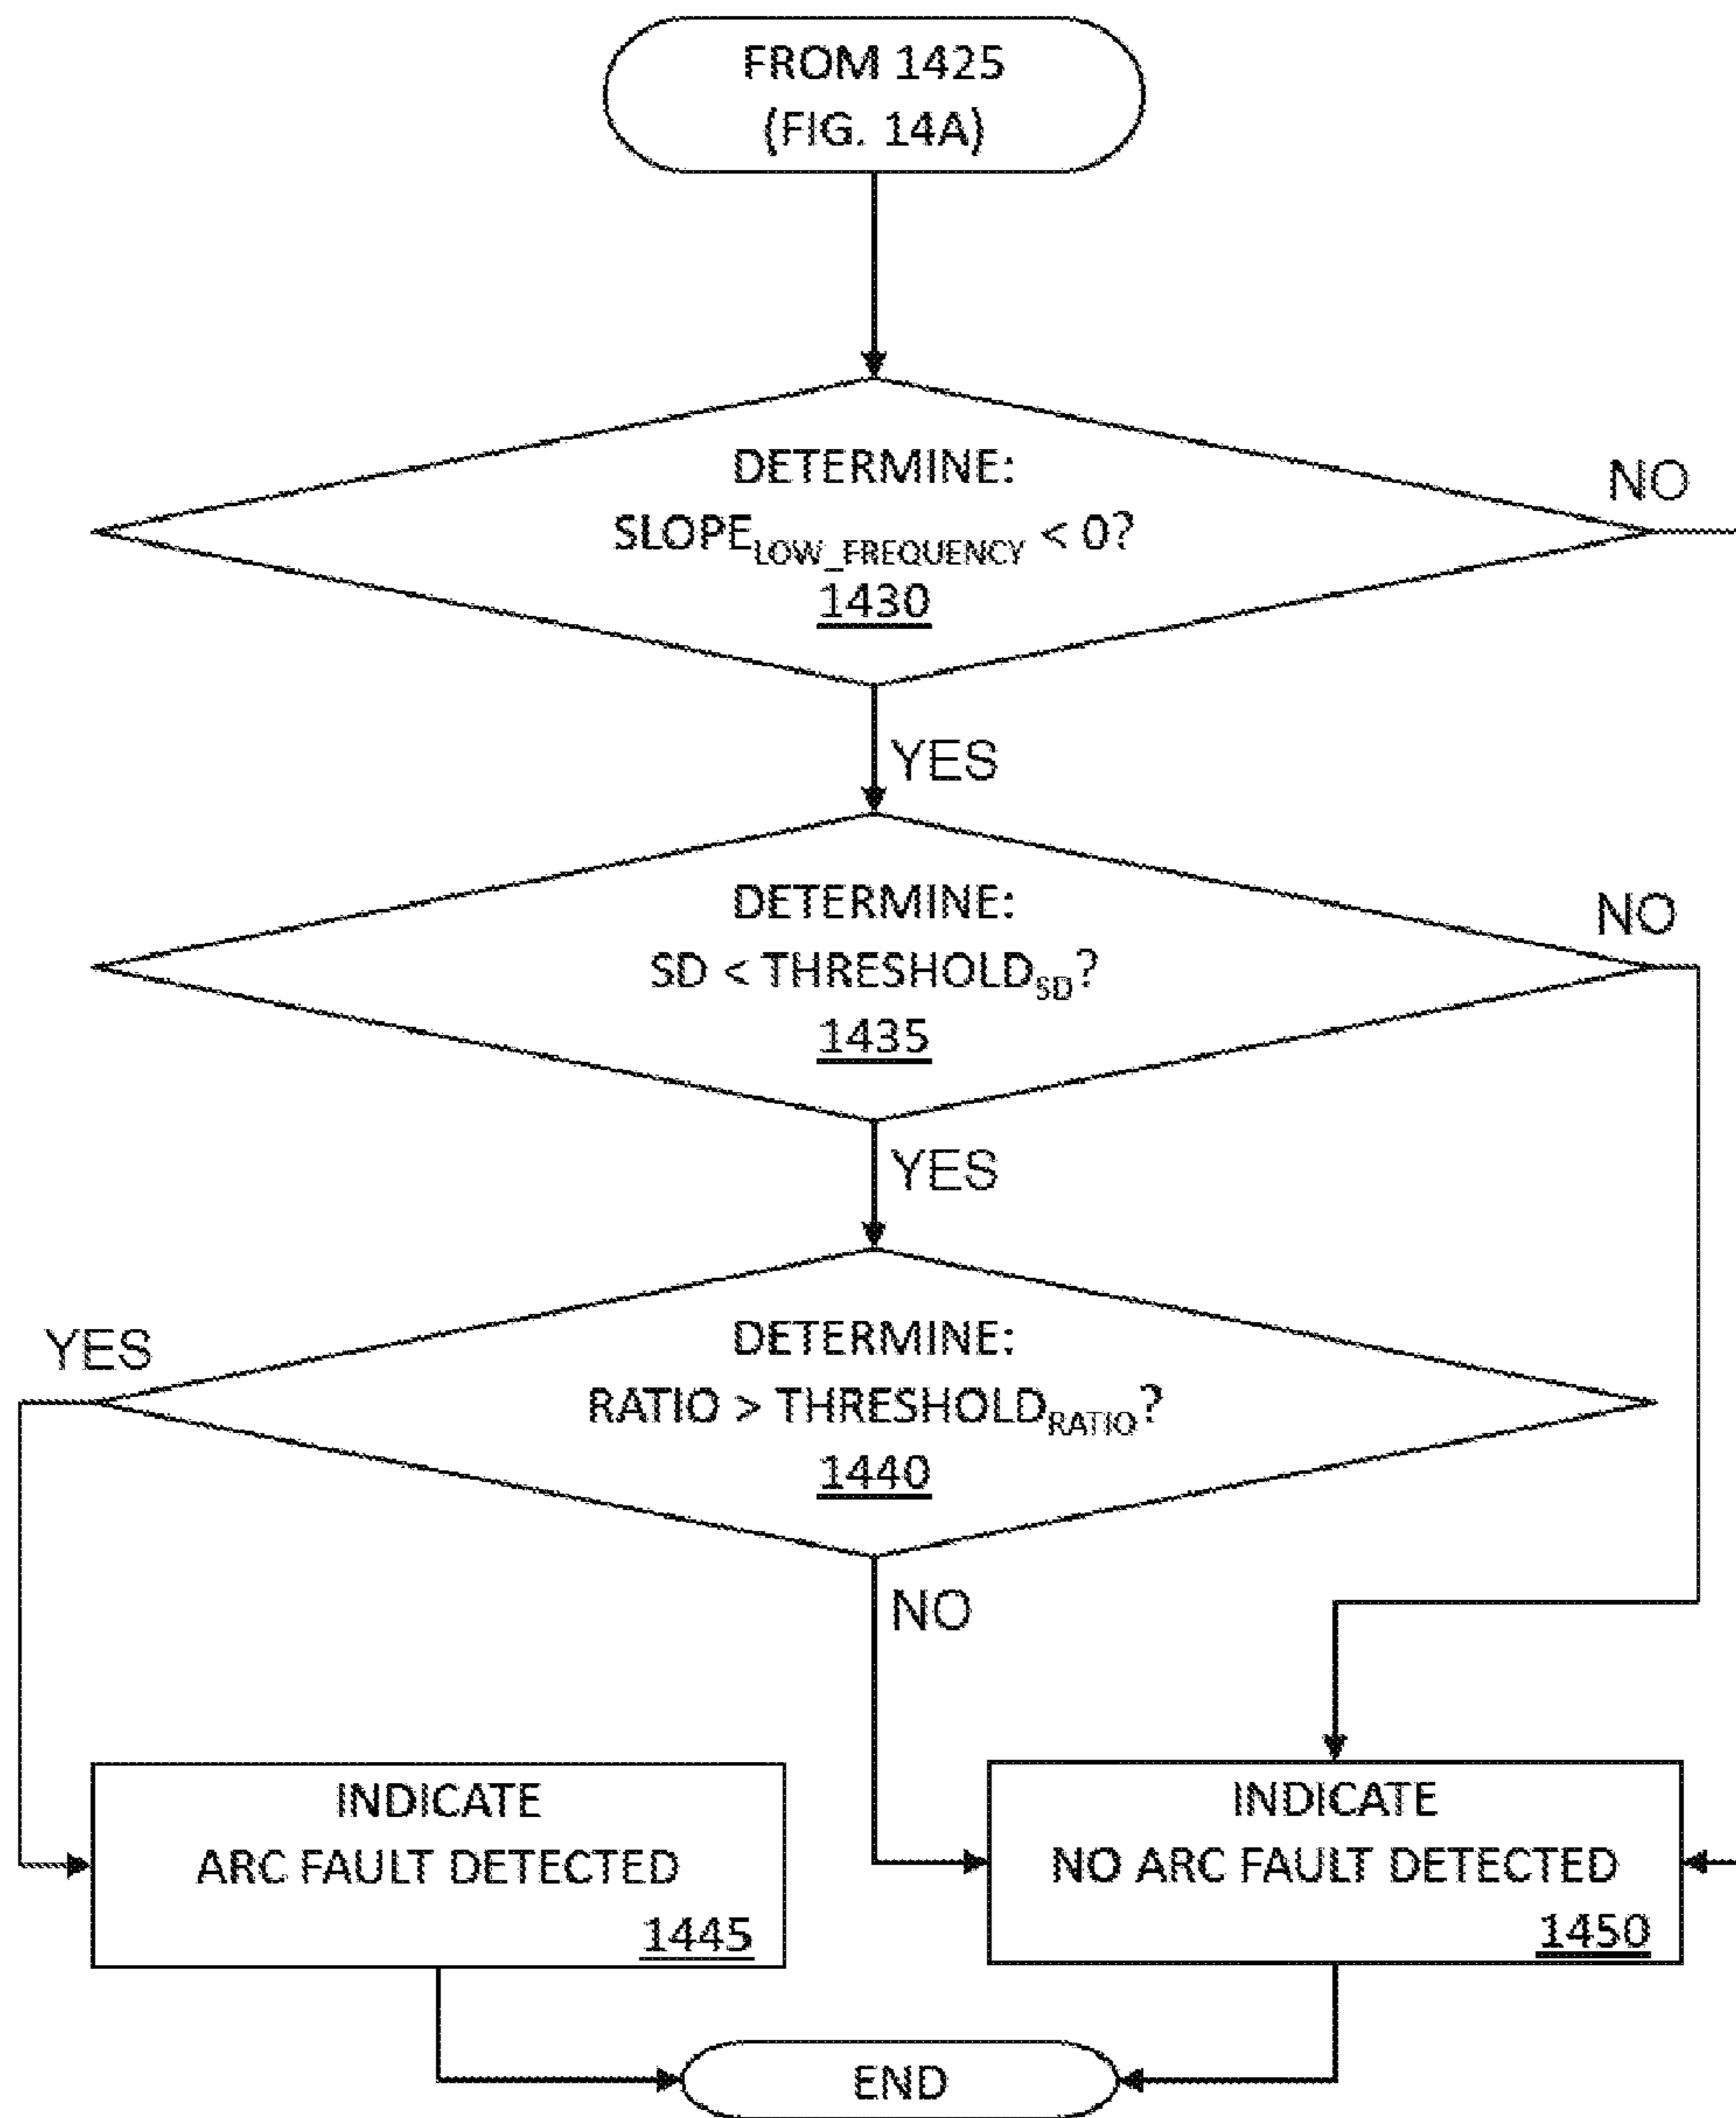 FROM 1425
(FIG. 14A)
DETERMINE:
SLOPE_LOW_FREQUENCY < 0?
1430
NO
YES
DETERMINE:
SD < THRESHOLD_SD?
1435
NO
YES
DETERMINE:
RATIO > THRESHOLD_RATIO?
1440
YES
NO
INDICATE
ARC FAULT DETECTED
1445
INDICATE
NO ARC FAULT DETECTED
1450
END